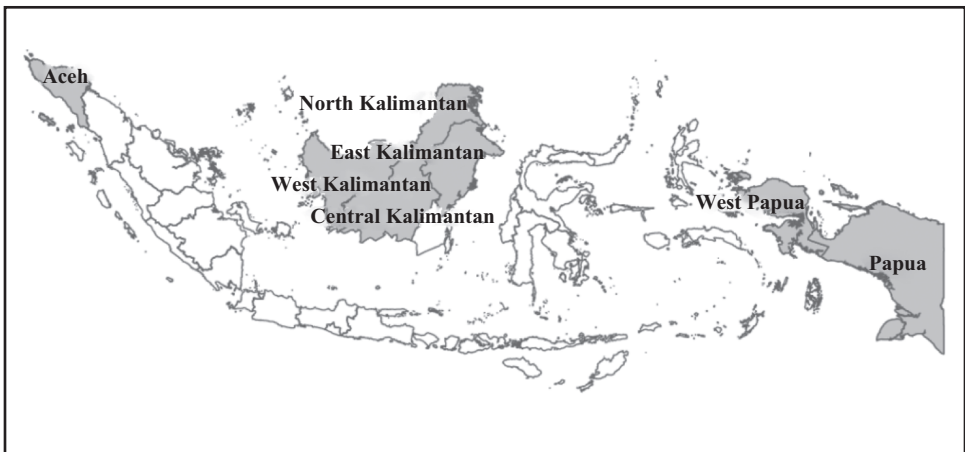 Aceh
North Kalimantan
East Kalimantan
West Kalimantan
Central Kalimantan
West Papua
Papua